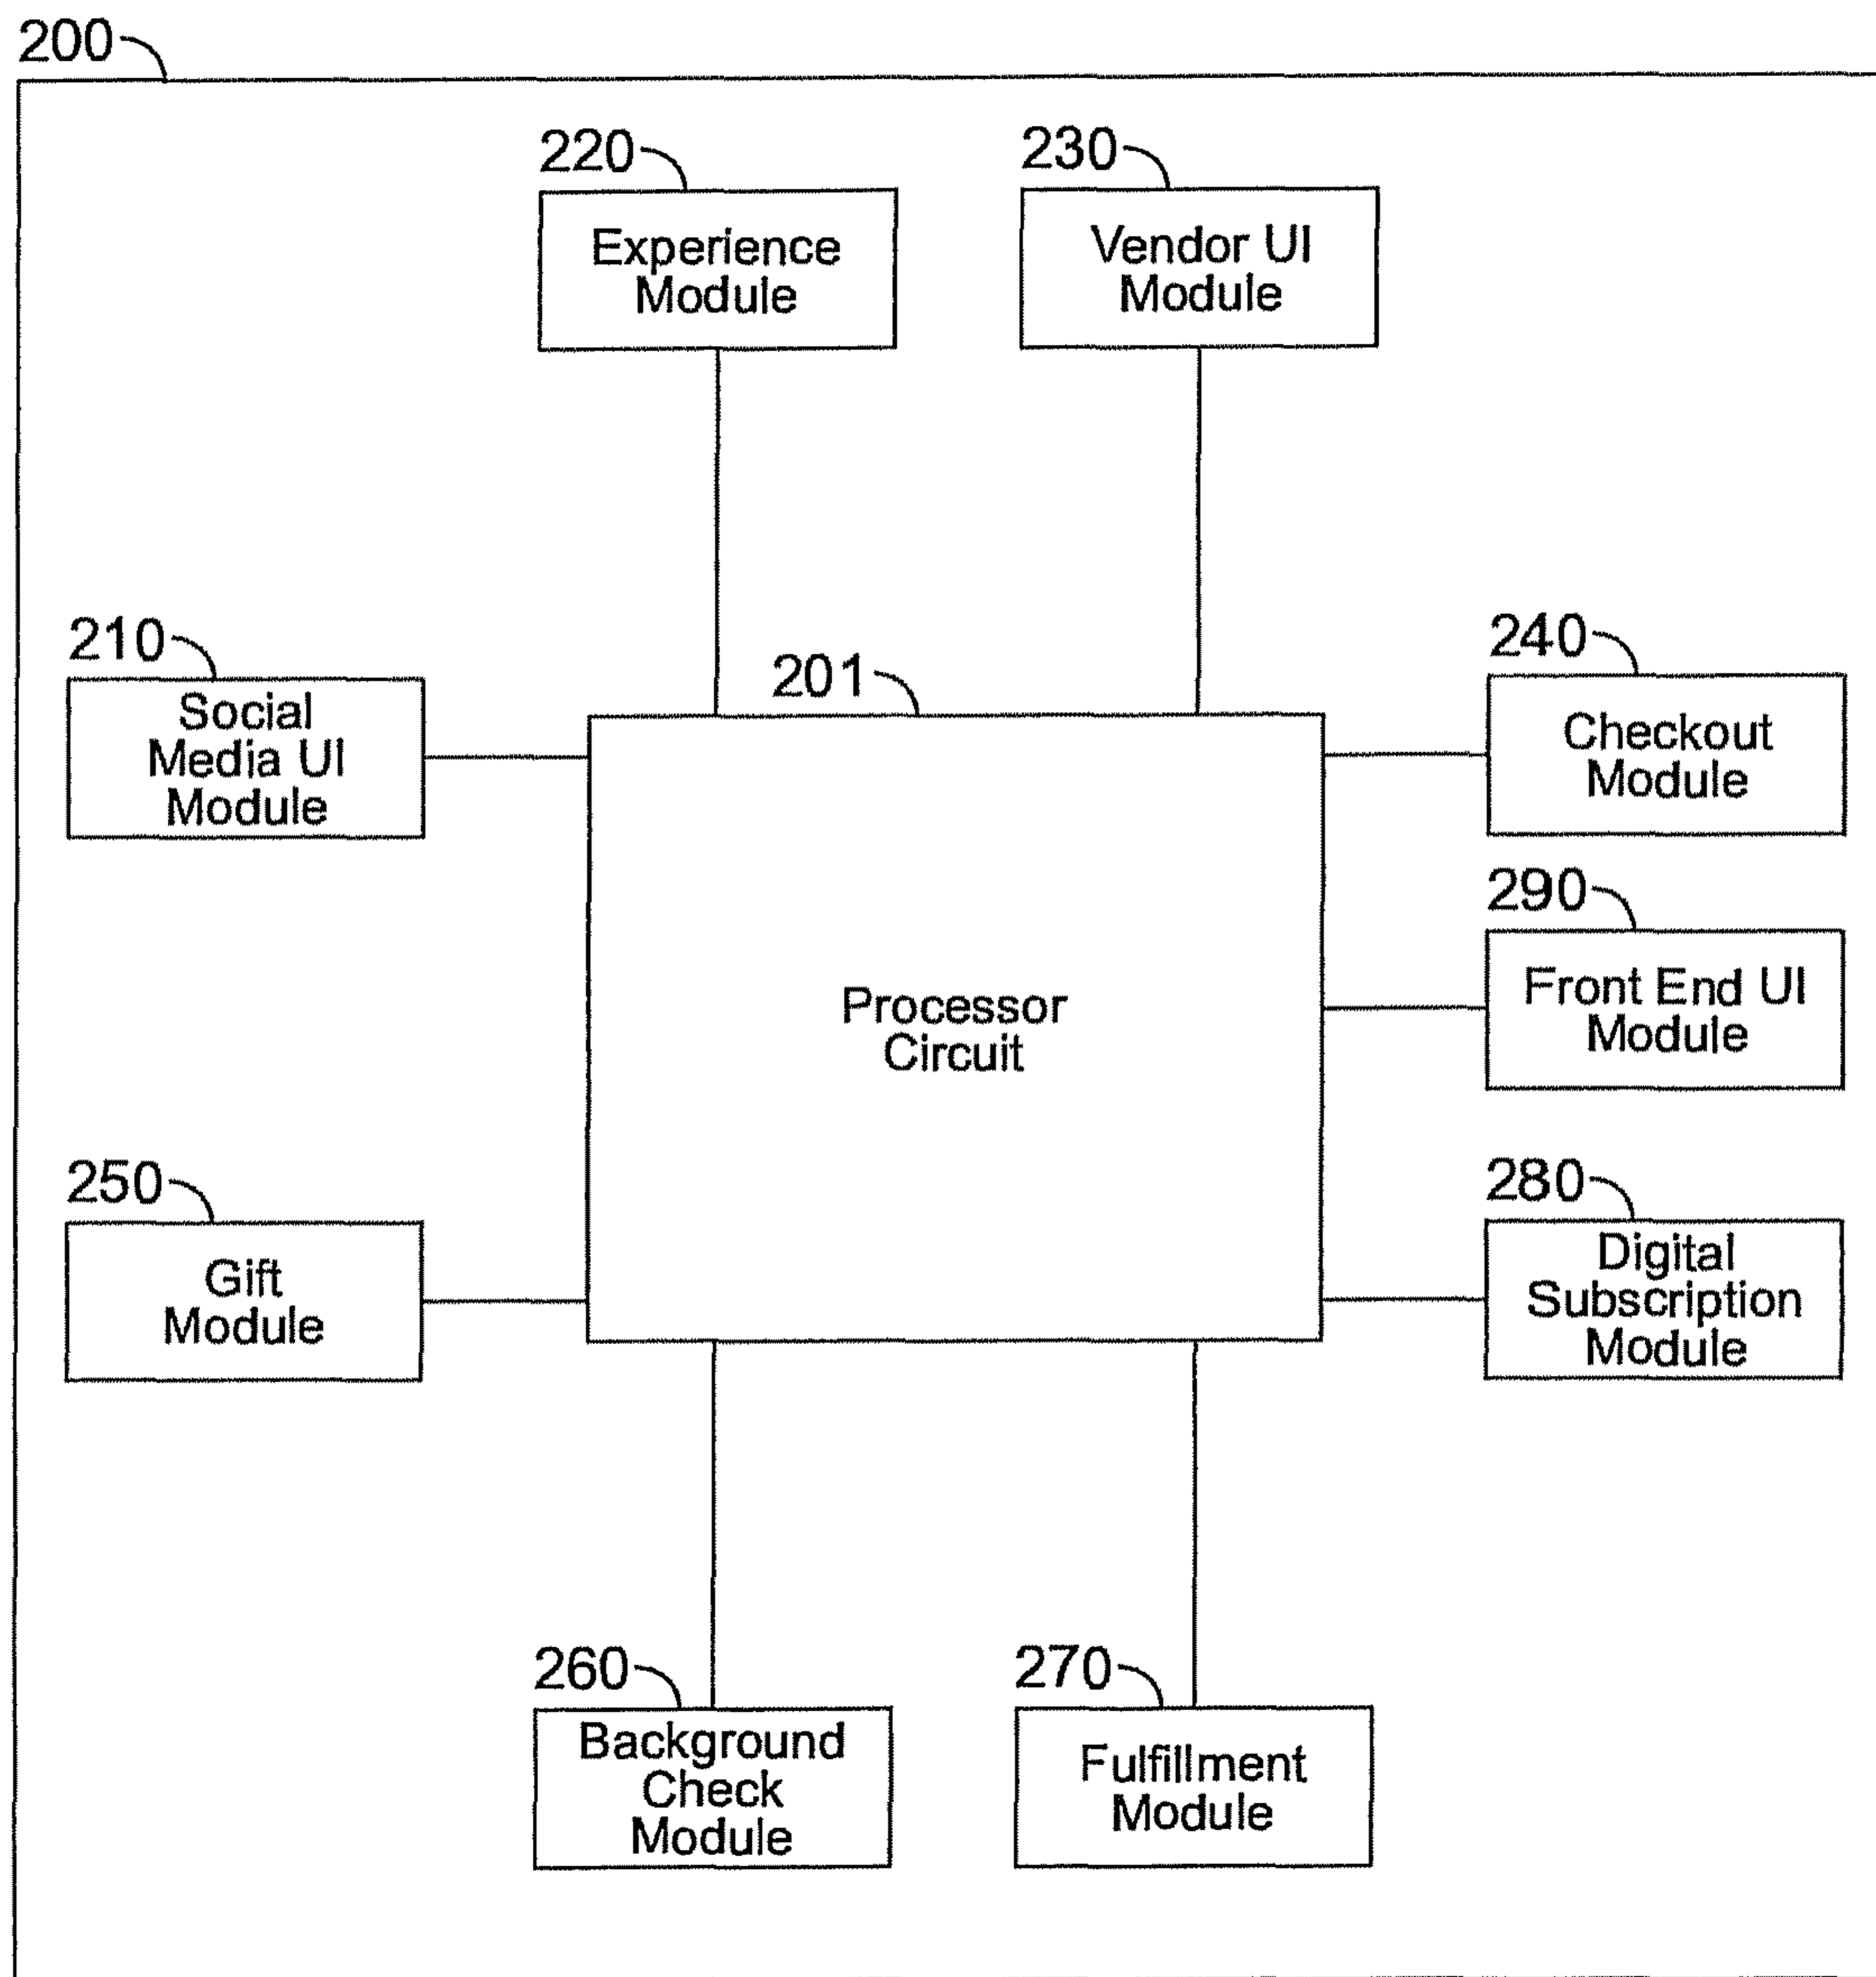 200
220
Experience
Module
230
Vendor UI
Module
210
Social
Media UI
Module
201
Processor
Circuit
240
Checkout
Module
290
Front End UI
Module
250
Gift
Module
280
Digital
Subscription
Module
260
Background
Check
Module
270
Fulfillment
Module